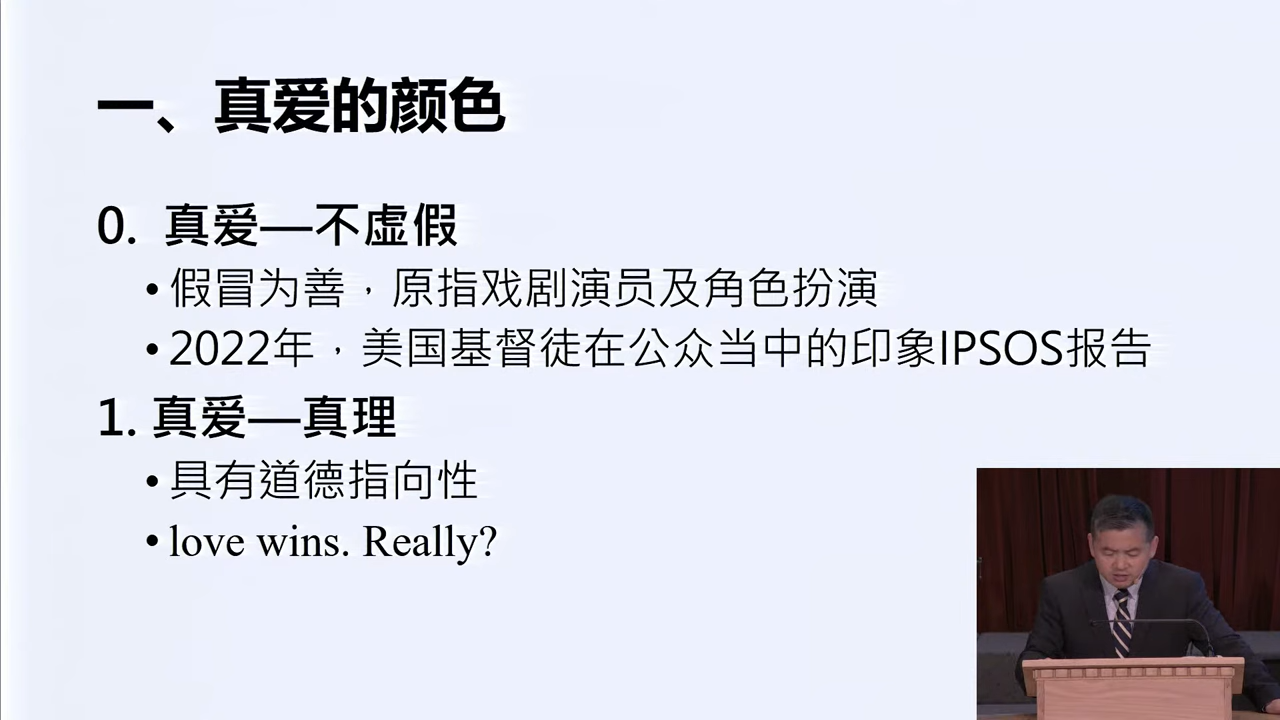 一、真爱的颜色
0. 真爱—不虚假
• 假冒为善，原指戏剧演员及角色扮演
• 2022年，美国基督徒在公众当中的印象IPSOS报告
1. 真爱—真理
• 具有道德指向性
• love wins. Really?